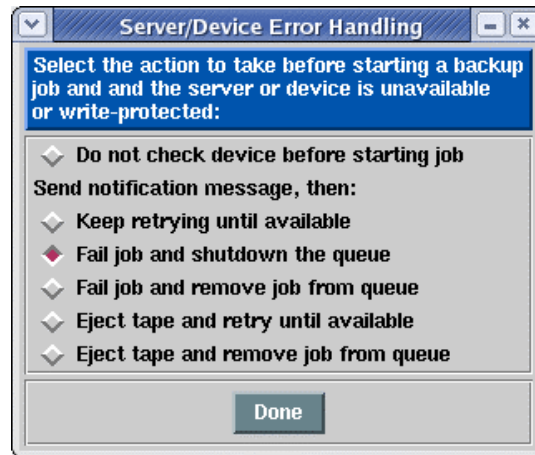 Server/Device Error Handling
Select the action to take before starting a backup
job and and the server or device is unavailable
or write-protected:
Do not check device before starting job
Send notification message, then:
Keep retrying until available
Fail job and shutdown the queue
Fail job and remove job from queue
Eject tape and retry until available
Eject tape and remove job from queue
Done